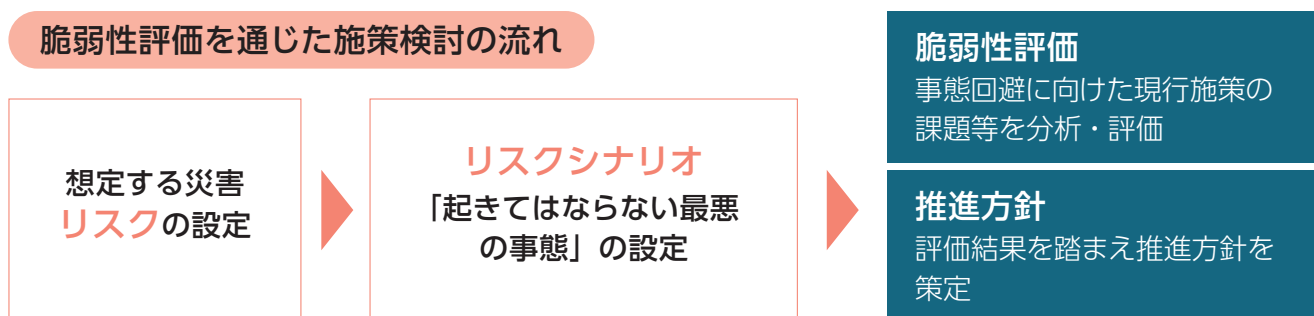 脆弱性評価を通じた施策検討の流れ
想定する災害
リスクの設定
リスクシナリオ
「起きてはならない最悪
の事態」の設定
脆弱性評価
事態回避に向けた現行施策の
課題等を分析・評価
推進方針
評価結果を踏まえ推進方針を
策定